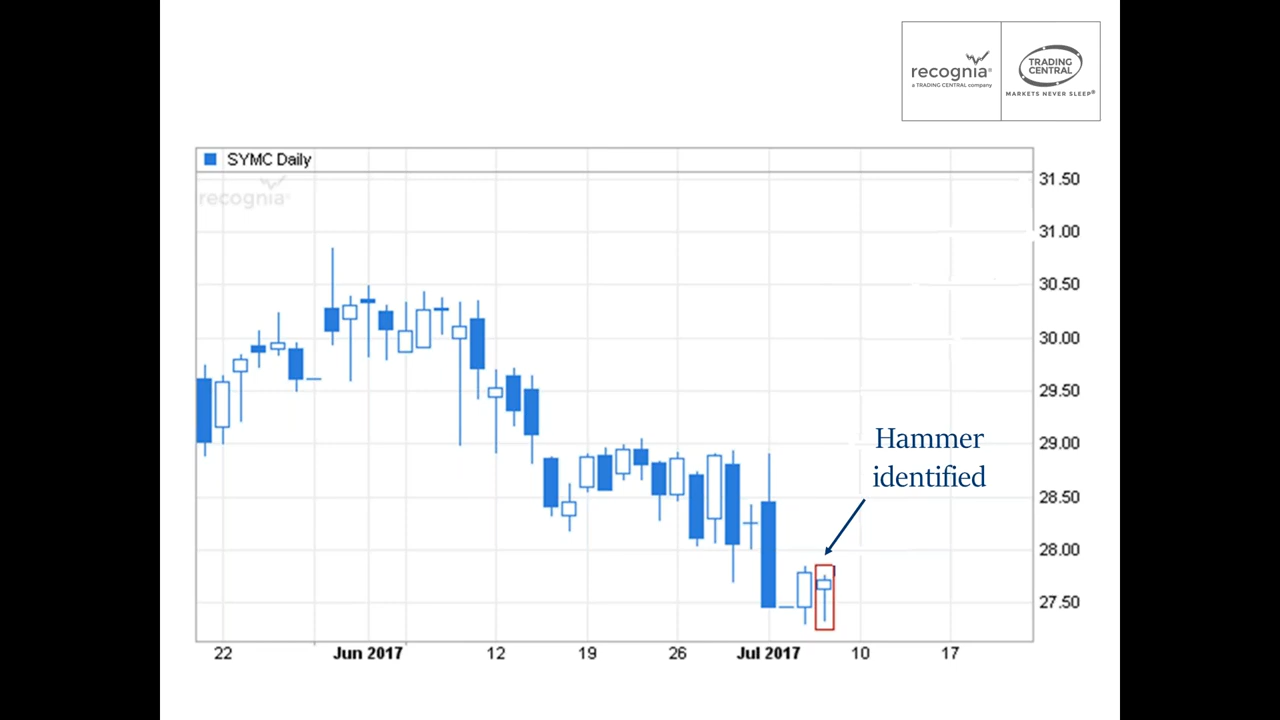 recognia®
a TRADING CENTRAL company
TRADING
CENTRAL
MARKETS NEVER SLEEP®
SYMC Daily
recognia®
31.50
31.00
30.50
30.00
29.50
29.00
Hammer
identified
28.50
28.00
27.50
22
Jun 2017
12
19
26
Jul 2017
10
17